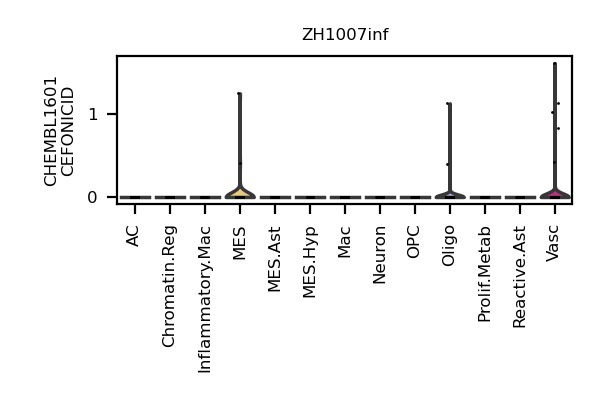 ZH1007inf
CHEMBL1601
CEFONICID
1
0
AC
Chromatin.Reg
Inflammatory.Mac
MES
MES.Ast
MES.Hyp
Mac
Neuron
OPC
Oligo
Prolif.Metab
Reactive.Ast
Vasc